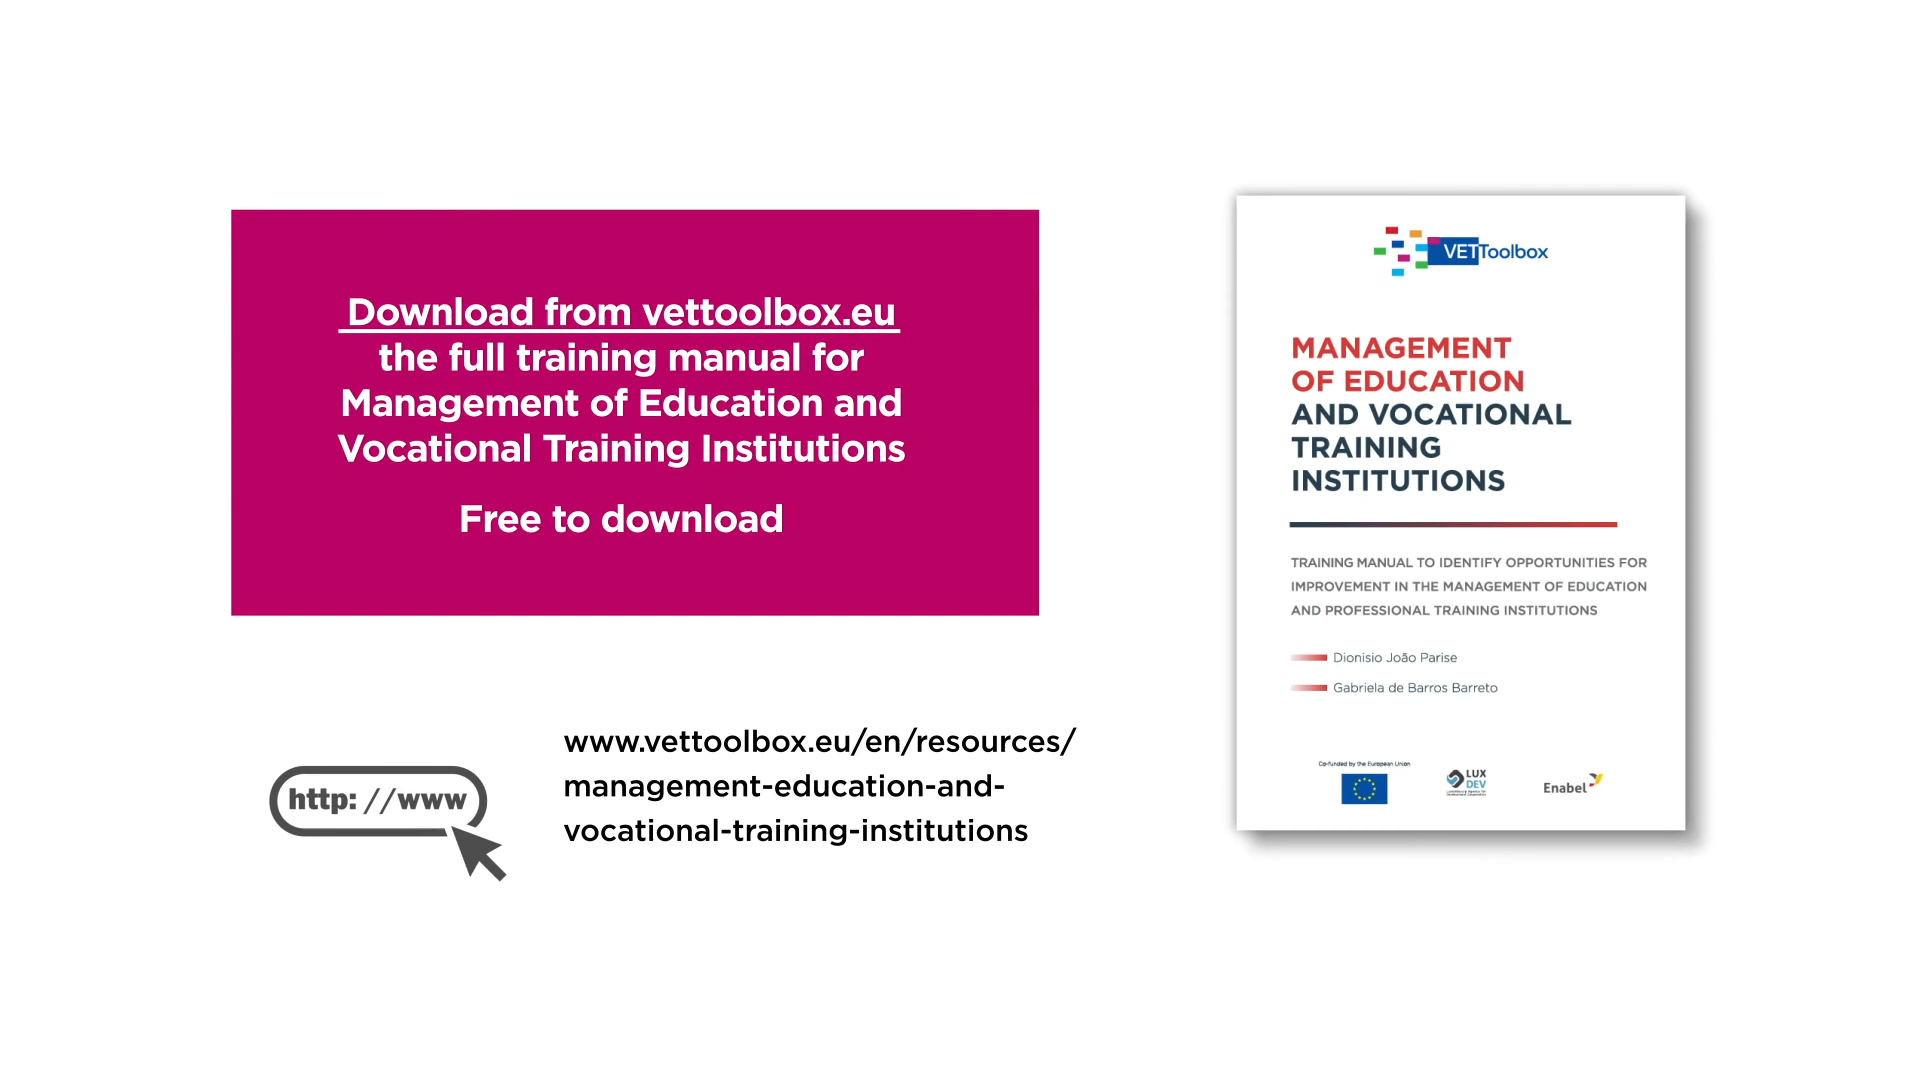 Download from vettoolbox.eu
the full training manual for
Management of Education and
Vocational Training Institutions
Free to download
http: //www
www.vettoolbox.eu/en/resources/
management-education-and-
vocational-training-institutions
VETToolbox
MANAGEMENT
OF EDUCATION
AND VOCATIONAL
TRAINING
INSTITUTIONS
TRAINING MANUAL TO IDENTIFY OPPORTUNITIES FOR
IMPROVEMENT IN THE MANAGEMENT OF EDUCATION
AND PROFESSIONAL TRAINING INSTITUTIONS
Dionisio João Parise
Gabriela de Barros Barreto
Co-funded by the European Union
LUX
DEV
Enabel